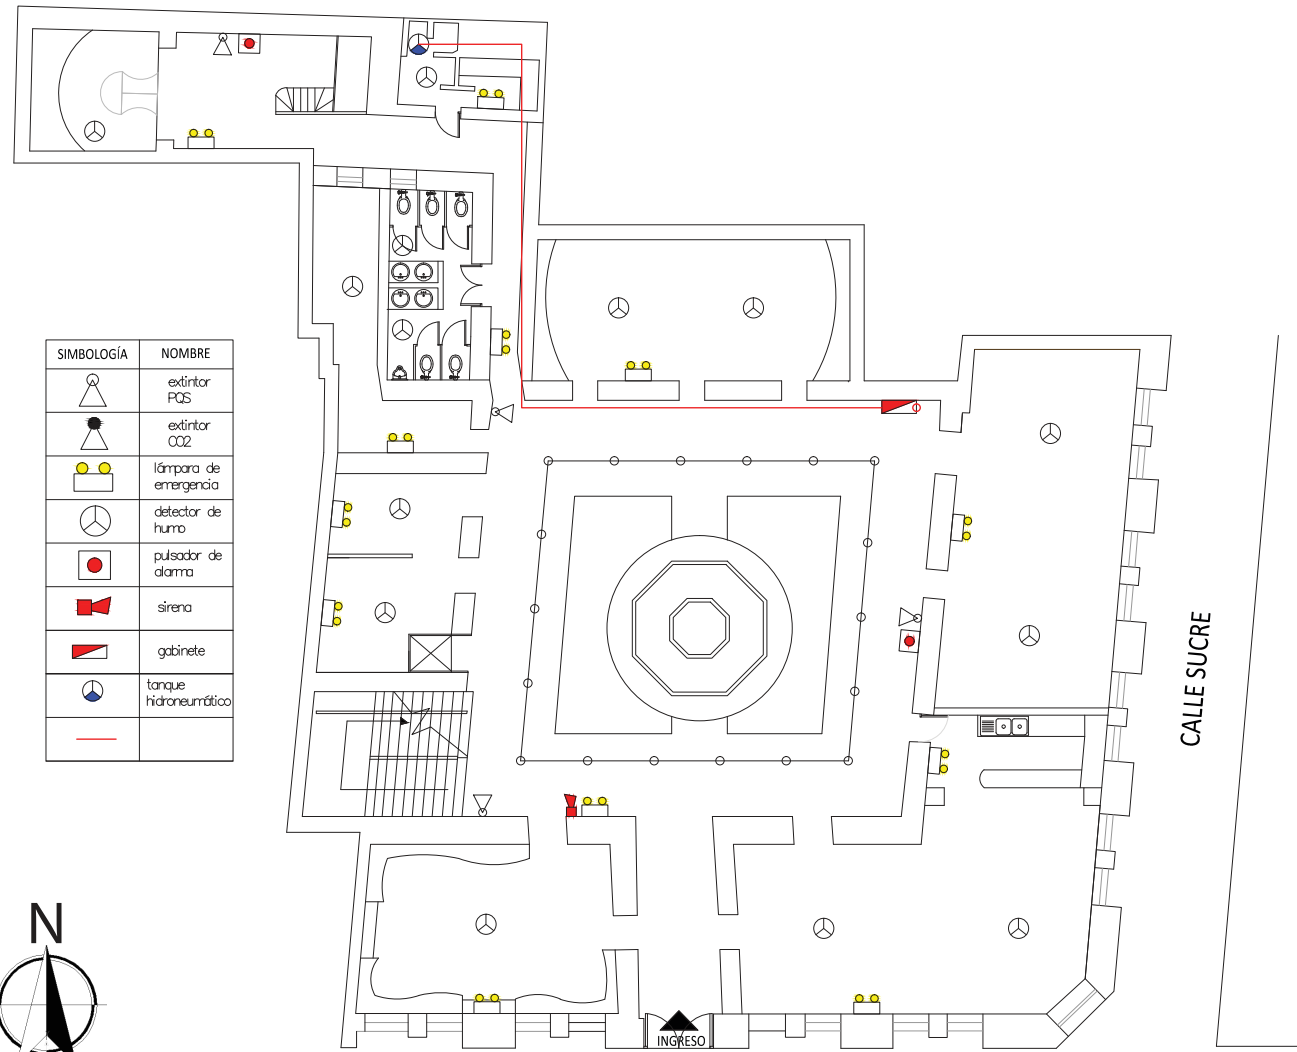 SIMBOLOGÍA NOMBRE
extintor
PQS
extintor
CO2
lámpara de
emergencia
detector de
humo
pulsador de
alarma
sirena
gabinete
tanque
hidroneumático
CALLE SUCRE
N
INGRESO